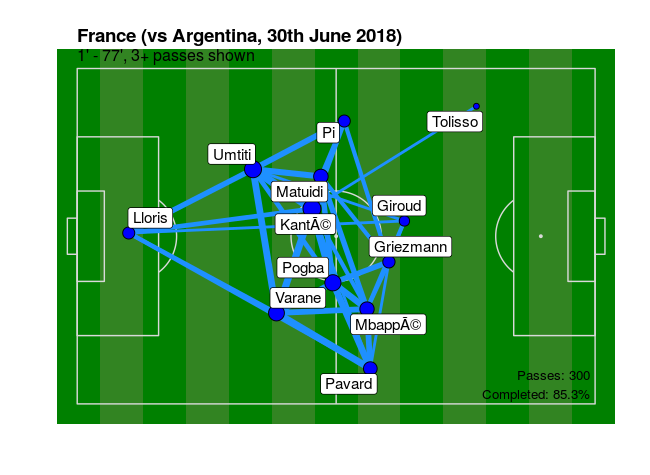 France (vs Argentina, 30th June 2018)
1' - 77', 3+ passes shown
Tolisso
Pi
Umtiti
Matuidi
Giroud
Lloris
KantÃ©
Griezmann
Pogba
Varane
MbappÃ©
Pavard
Passes: 300
Completed: 85.3%